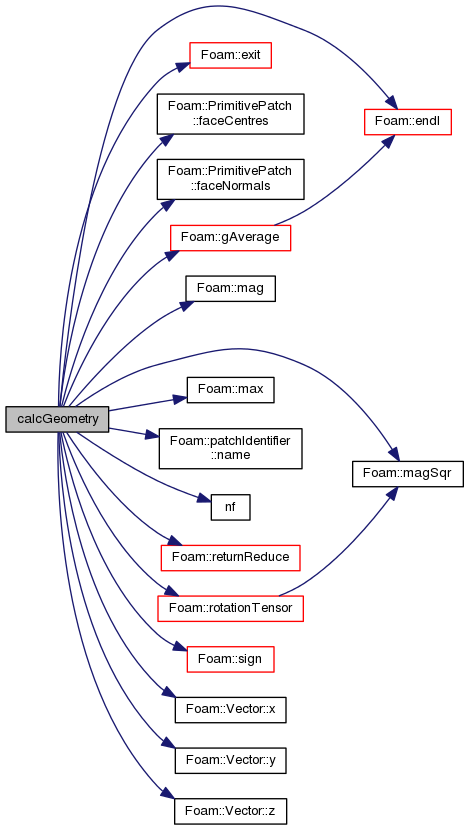 calcGeometry
Foam::exit
Foam::PrimitivePatch
::faceCentres
Foam::PrimitivePatch
::faceNormals
Foam::gAverage
Foam::mag
Foam::max
Foam::patchIdentifier
::name
nf
Foam::returnReduce
Foam::rotationTensor
Foam::sign
Foam::Vector::x
Foam::Vector::y
Foam::Vector::z
Foam::endl
Foam::magSqr